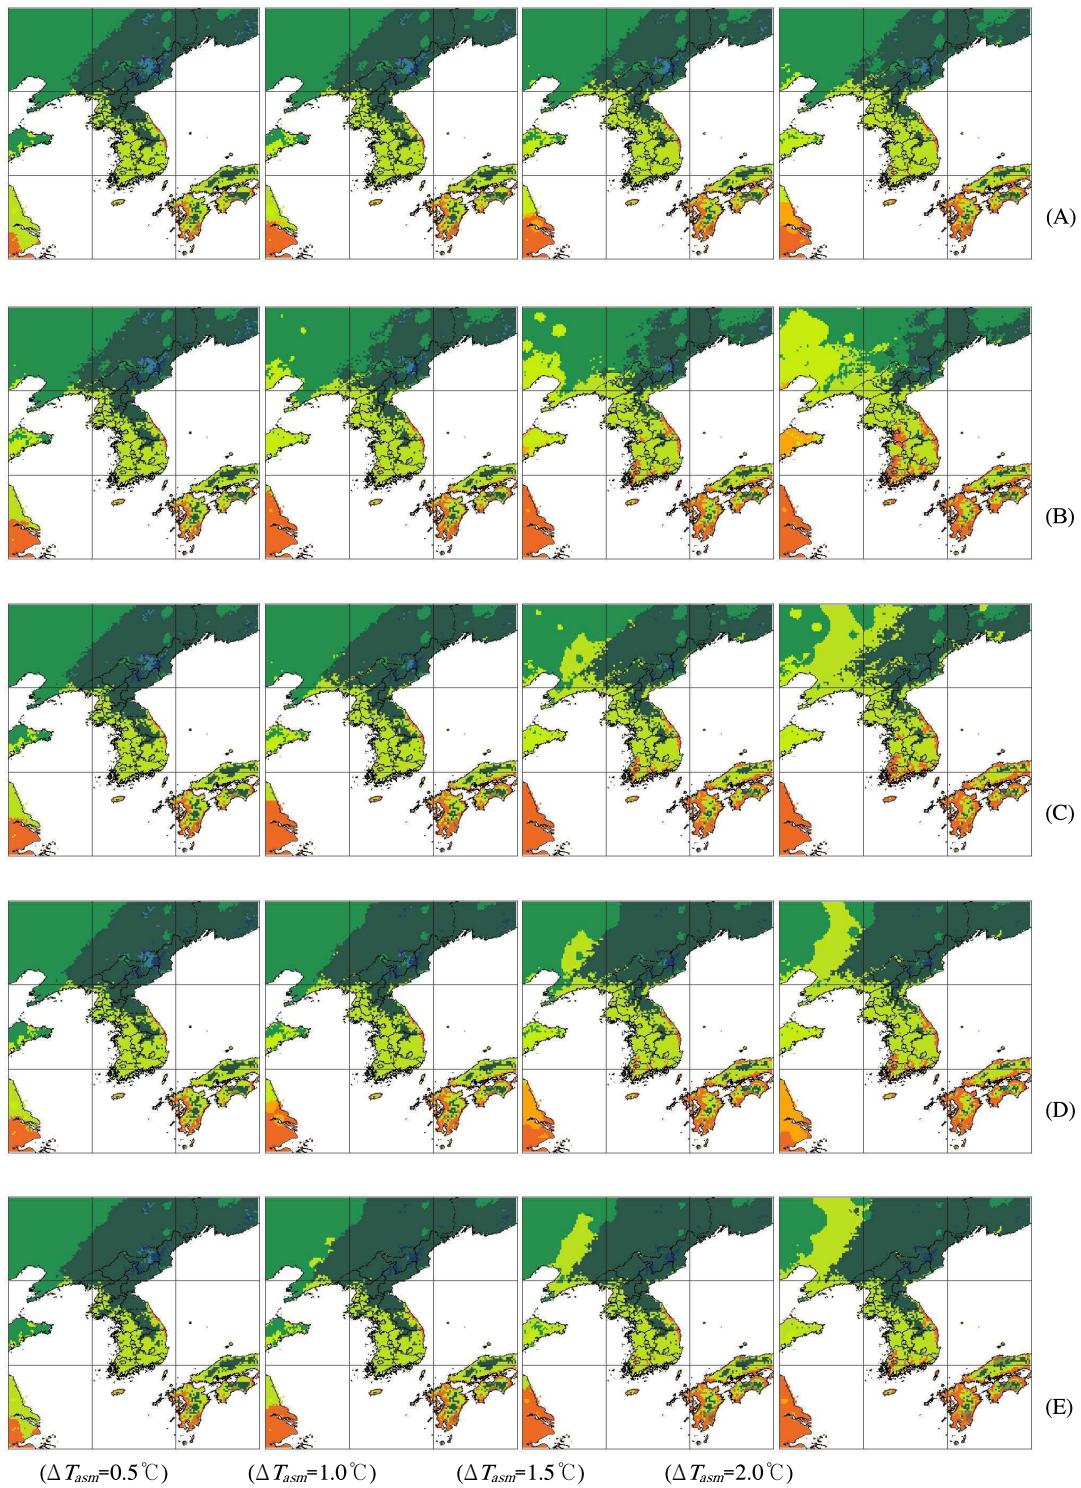 (A)
(B)
(C)
(D)
(E)
(ΔTasm=0.5℃) (ΔTasm=1.0℃) (ΔTasm=1.5℃) (ΔTasm=2.0℃)